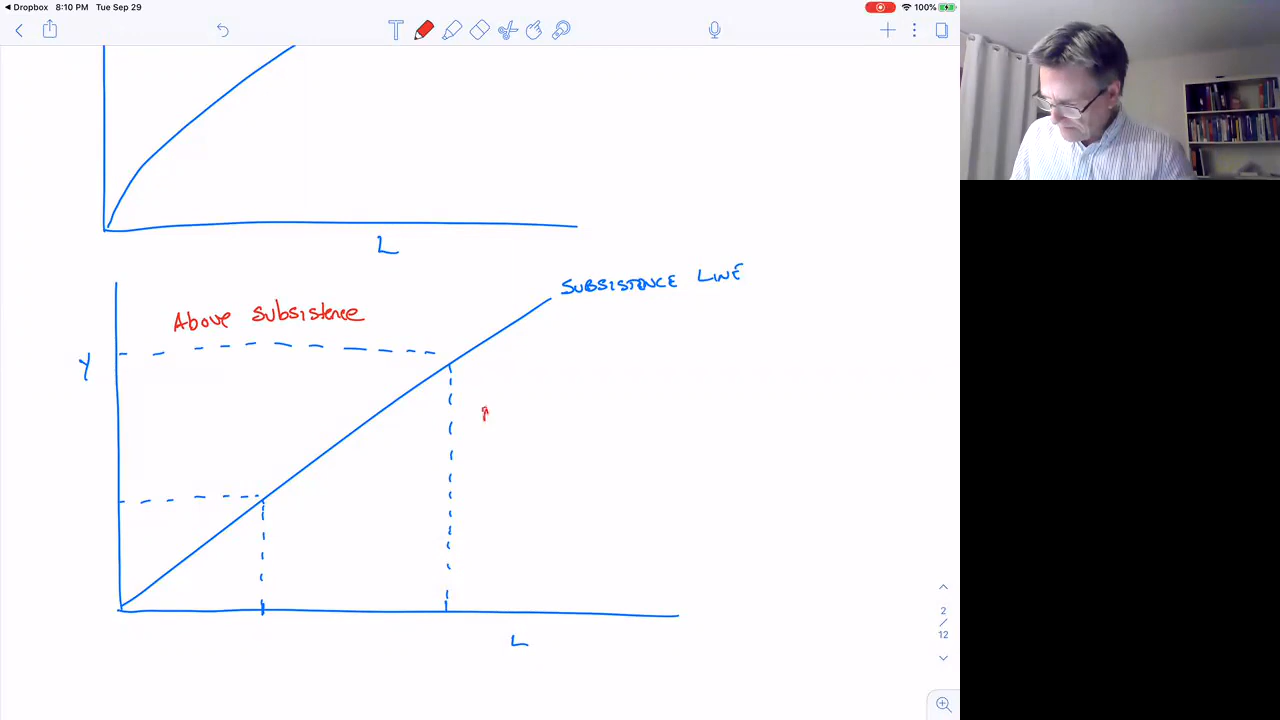 Dropbox 8:10 PM Tue Sep 29 100%
T
L
SUBSISTENCE LINE
Above subsistence
Y
L
2
/
12